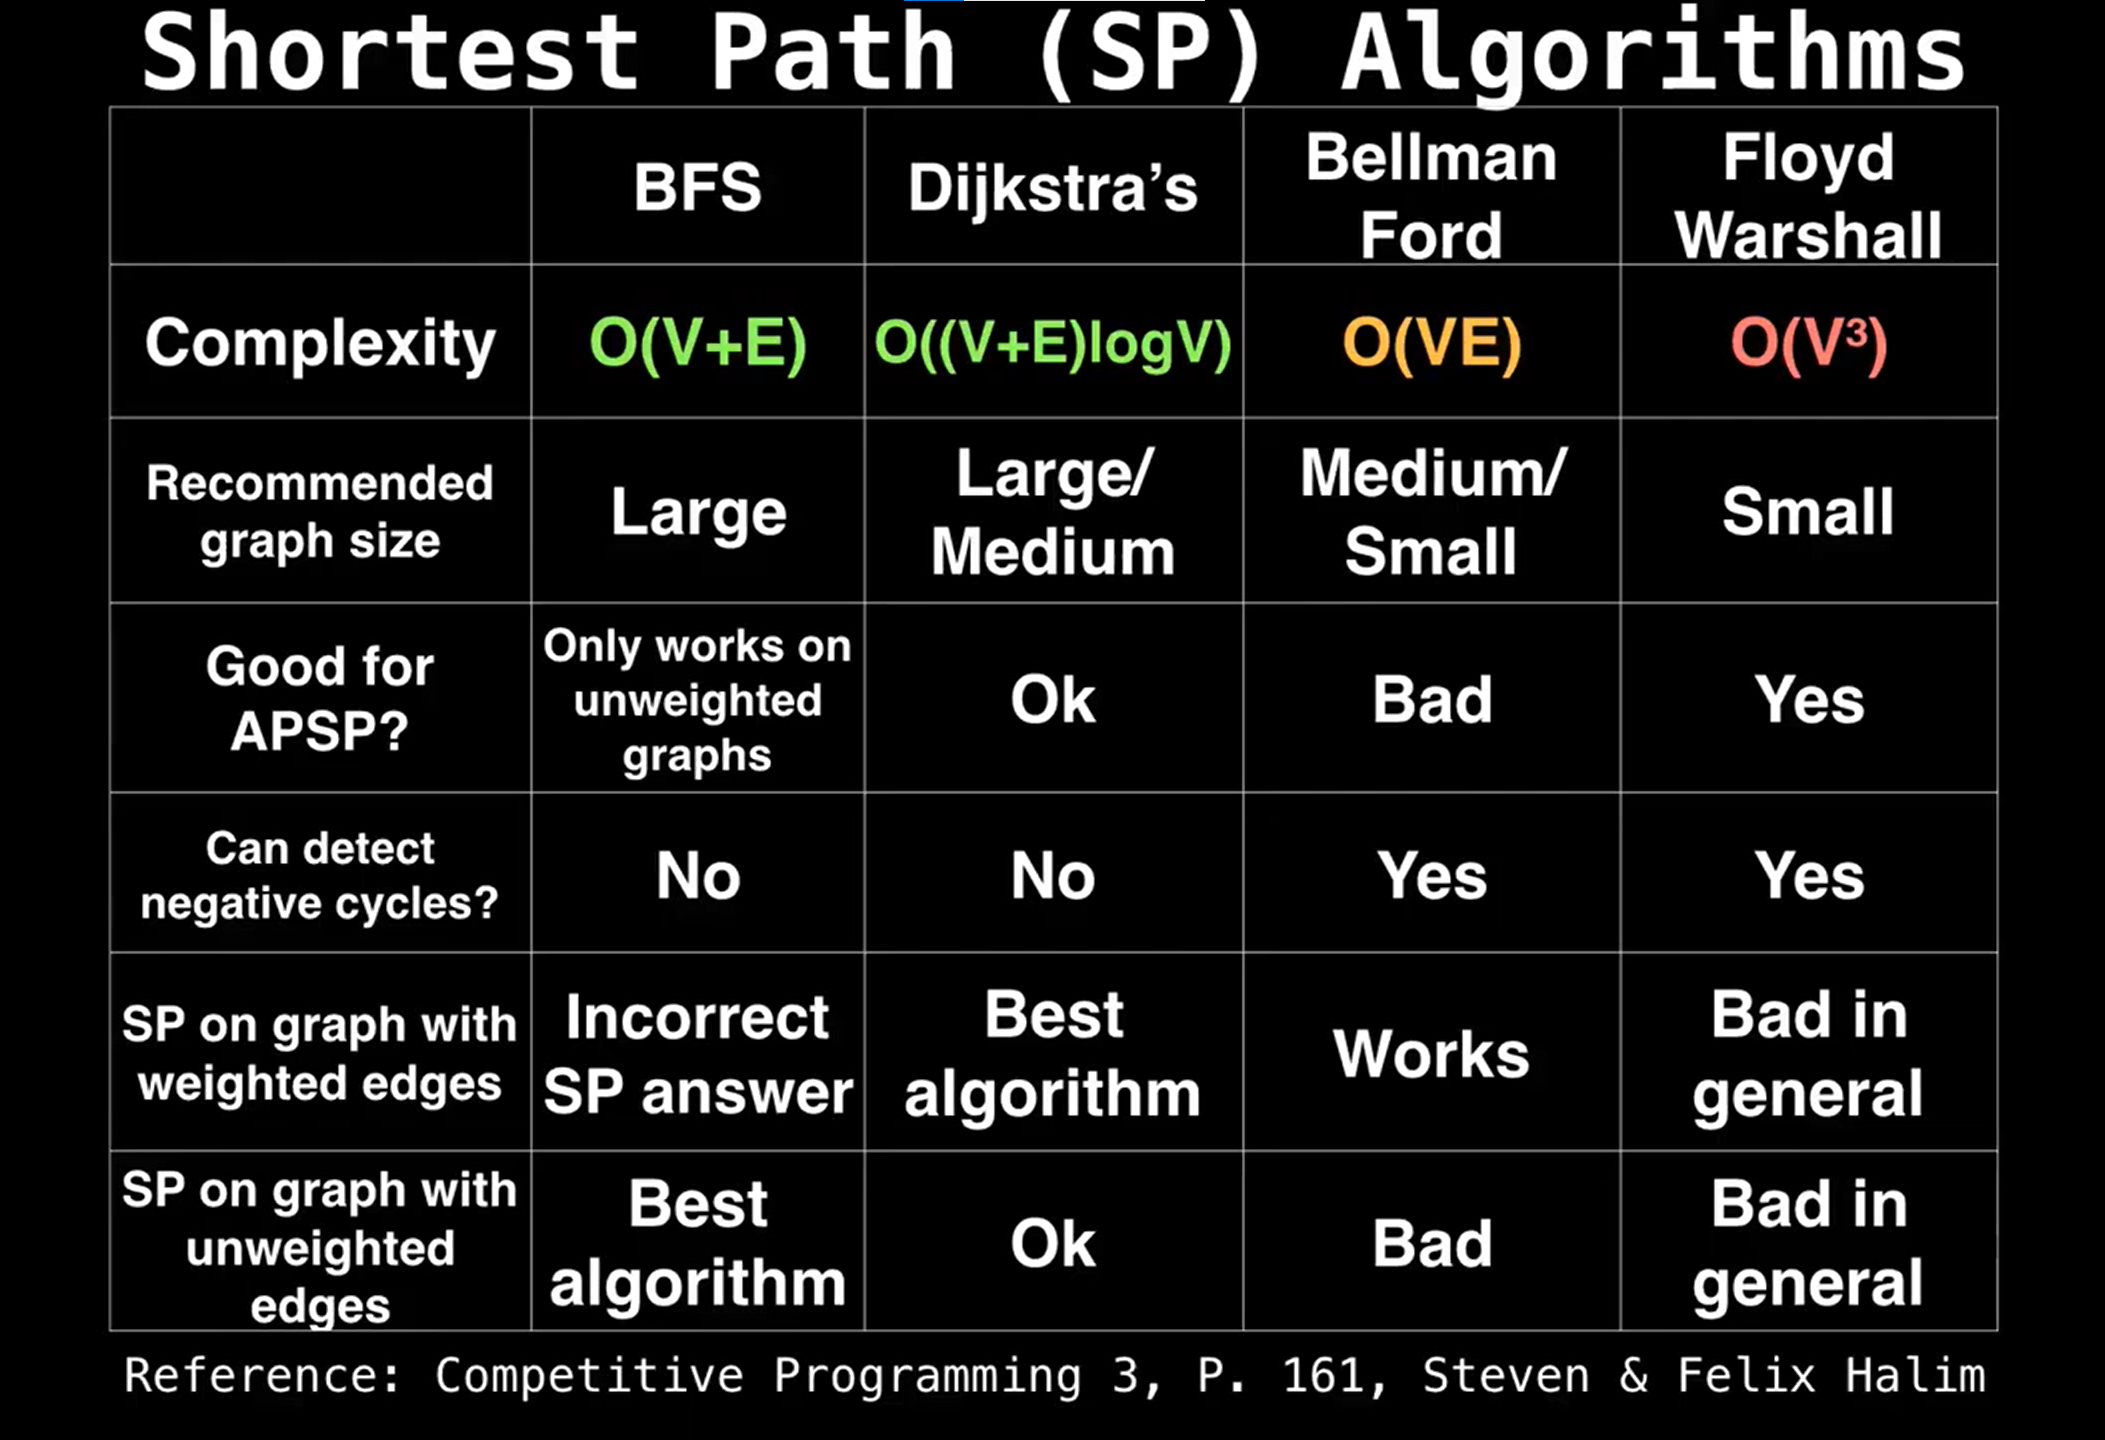 Shortest Path (SP) Algorithms
BFS
Dijkstra’s
Bellman
Ford
Floyd
Warshall
Complexity
O(V+E)
O((V+E)logV)
O(VE)
O(V³)
Recommended
graph size
Large
Large/
Medium
Medium/
Small
Small
Good for
APSP?
Only works on
unweighted
graphs
Ok
Bad
Yes
Can detect
negative cycles?
No
No
Yes
Yes
SP on graph with
weighted edges
Incorrect
SP answer
Best
algorithm
Works
Bad in
general
SP on graph with
unweighted
edges
Best
algorithm
Ok
Bad
Bad in
general
Reference: Competitive Programming 3, P. 161, Steven & Felix Halim